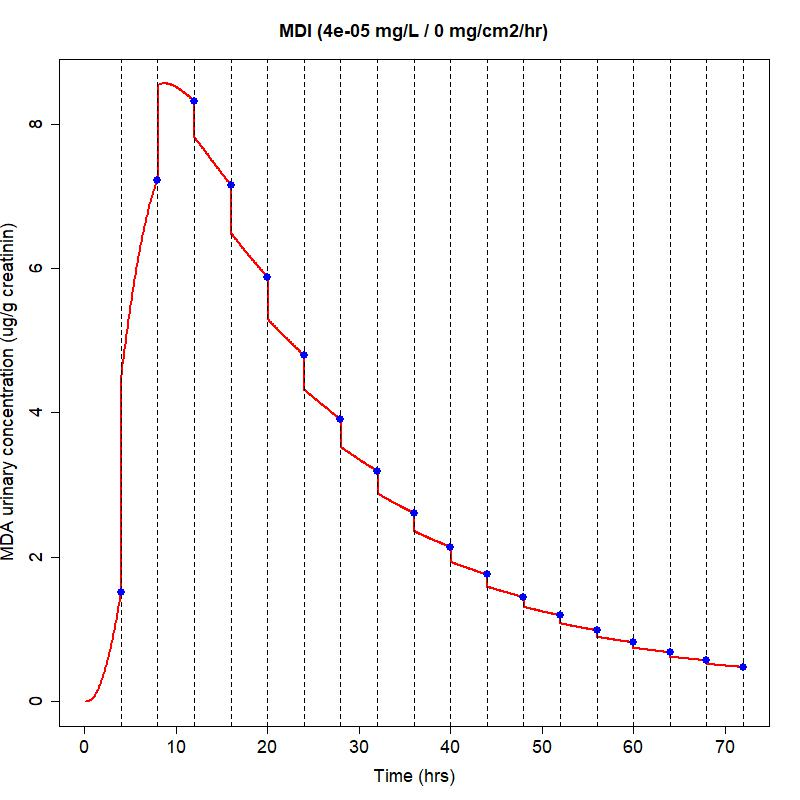 MDI (4e-05 mg/L / 0 mg/cm2/hr)
MDA urinary concentration (ug/g creatinin)
8
6
4
2
0
0 10 20 30 40 50 60 70
Time (hrs)